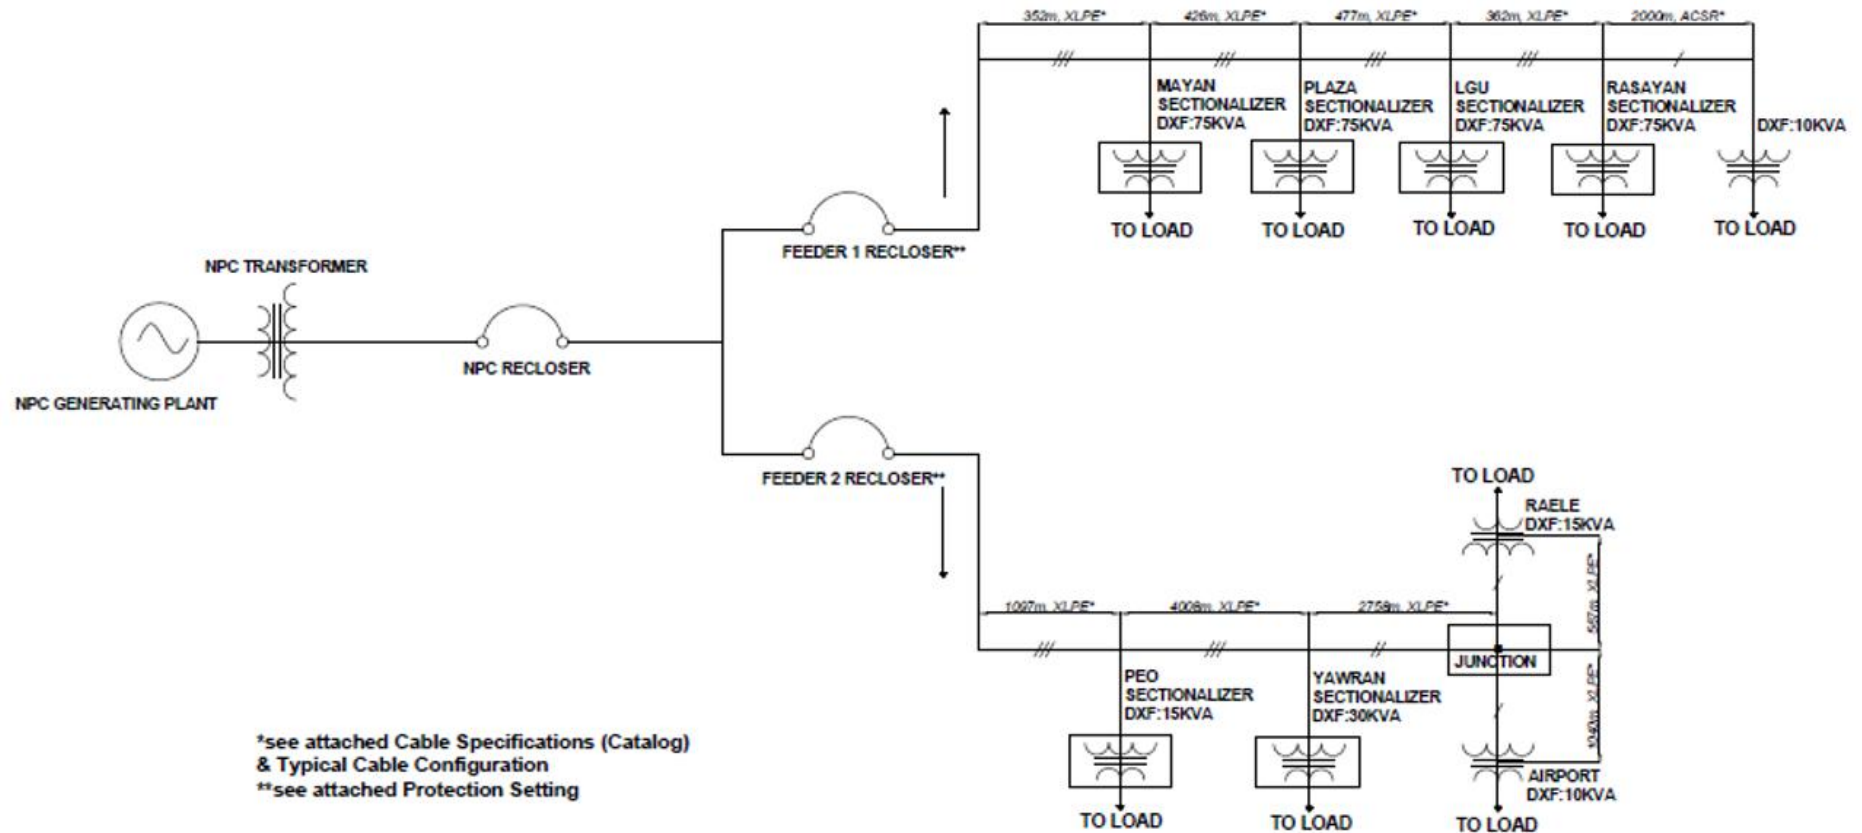 352m, XLPE*
426m, XLPE*
477m, XLPE*
362m, XLPE*
2000m, ACSR*
MAYAN
SECTIONALIZER
DXF:75KVA
PLAZA
SECTIONALIZER
DXF:75KVA
LGU
SECTIONALIZER
DXF:75KVA
RASAYAN
SECTIONALIZER
DXF:75KVA
DXF:10KVA
TO LOAD
TO LOAD
TO LOAD
TO LOAD
TO LOAD
FEEDER 1 RECLOSER**
NPC TRANSFORMER
NPC RECLOSER
NPC GENERATING PLANT
FEEDER 2 RECLOSER**
TO LOAD
RAELE
DXF:15KVA
567m, XLPE*
1097m, XLPE*
4008m, XLPE*
2758m, XLPE*
JUNCTION
1040m, XLPE*
PEO
SECTIONALIZER
DXF:15KVA
YAWRAN
SECTIONALIZER
DXF:30KVA
AIRPORT
DXF:10KVA
TO LOAD
TO LOAD
TO LOAD
*see attached Cable Specifications (Catalog)
& Typical Cable Configuration
**see attached Protection Setting